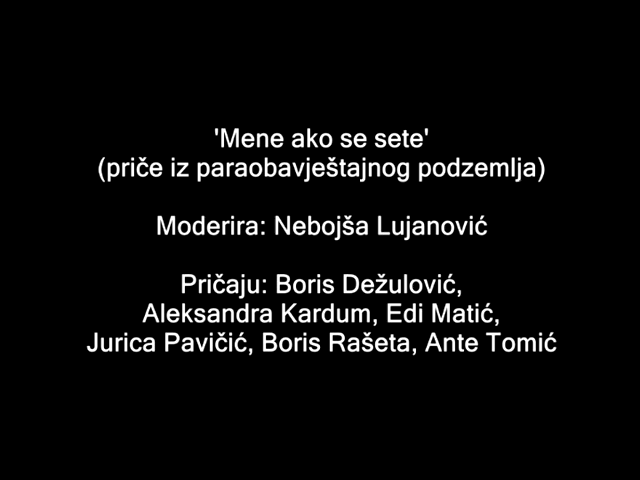 'Mene ako se sete'
(priče iz paraobavještajnog podzemlja)
Moderira: Nebojša Lujanović
Pričaju: Boris Dežulović,
Aleksandra Kardum, Edi Matić,
Jurica Pavičić, Boris Rašeta, Ante Tomić